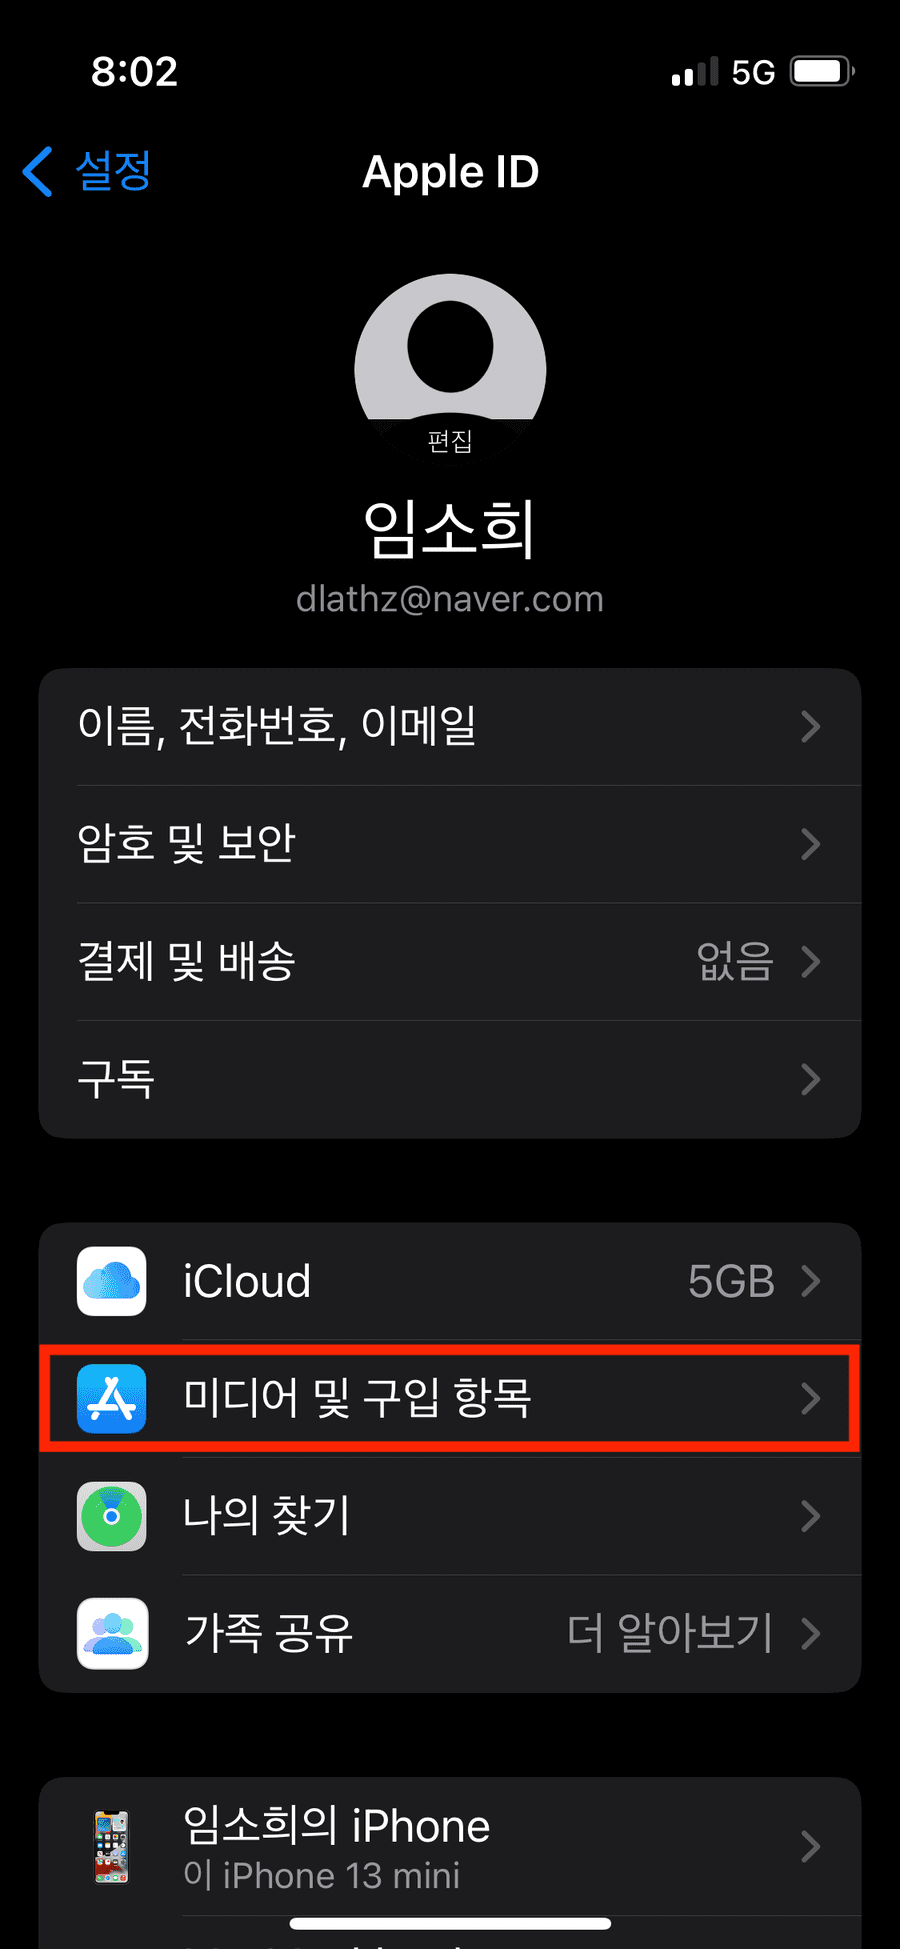 8:02 5G
설정 Apple ID
편집
임소희
dlathz@naver.com
이름, 전화번호, 이메일
암호 및 보안
결제 및 배송 없음
구독
iCloud 5GB
미디어 및 구입 항목
나의 찾기
가족 공유 더 알아보기
임소희의 iPhone
이 iPhone 13 mini